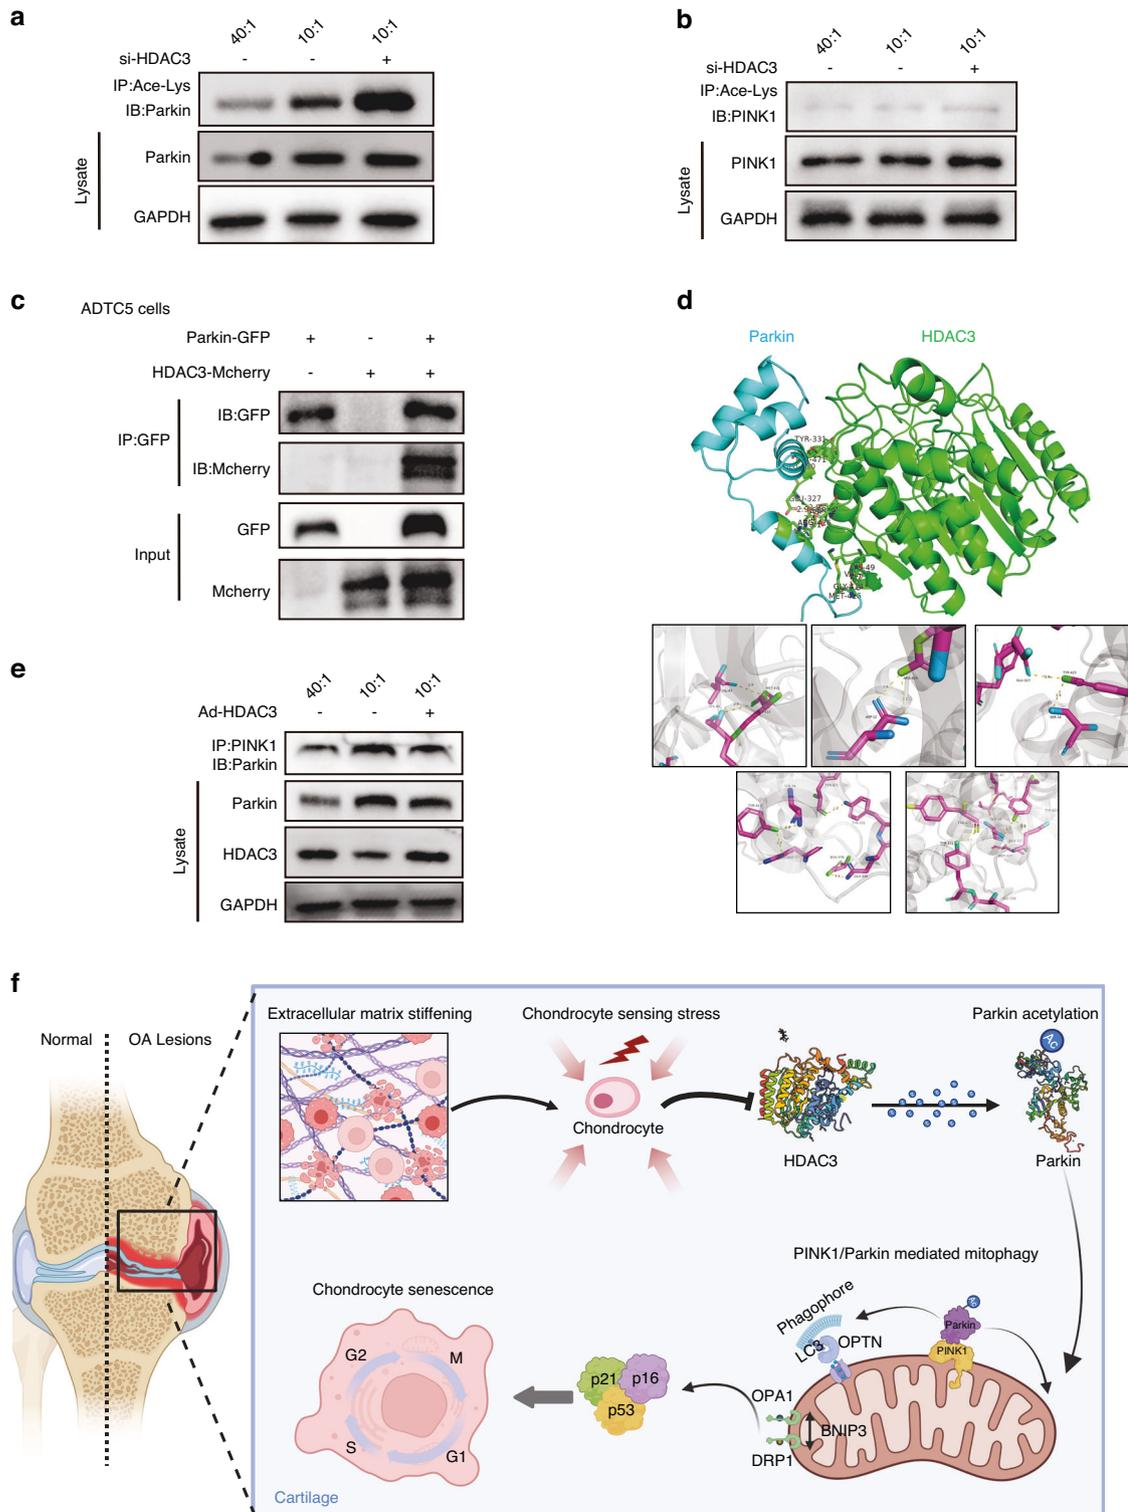 a
40:1 10:1 10:1
si-HDAC3 - - +
IP:Ace-Lys
IB:Parkin
Parkin
GAPDH
Lysate
b
40:1 10:1 10:1
si-HDAC3 - - +
IP:Ace-Lys
IB:PINK1
PINK1
GAPDH
Lysate
c
ADTC5 cells
Parkin-GFP + - +
HDAC3-Mcherry - + +
IP:GFP
IB:GFP
IB:Mcherry
Input
GFP
Mcherry
d
Parkin HDAC3
TYR-331
e
40:1 10:1 10:1
Ad-HDAC3 - - +
IP:PINK1
IB:Parkin
Parkin
HDAC3
GAPDH
Lysate
f
Normal OA Lesions
Extracellular matrix stiffening
Chondrocyte sensing stress
Chondrocyte
HDAC3
Parkin acetylation
AC
Parkin
PINK1/Parkin mediated mitophagy
Phagophore
LC3
OPTN
AC
Parkin
PINK1
OPA1
BNIP3
DRP1
p21 p16
p53
Chondrocyte senescence
G2 M
S G1
Cartilage